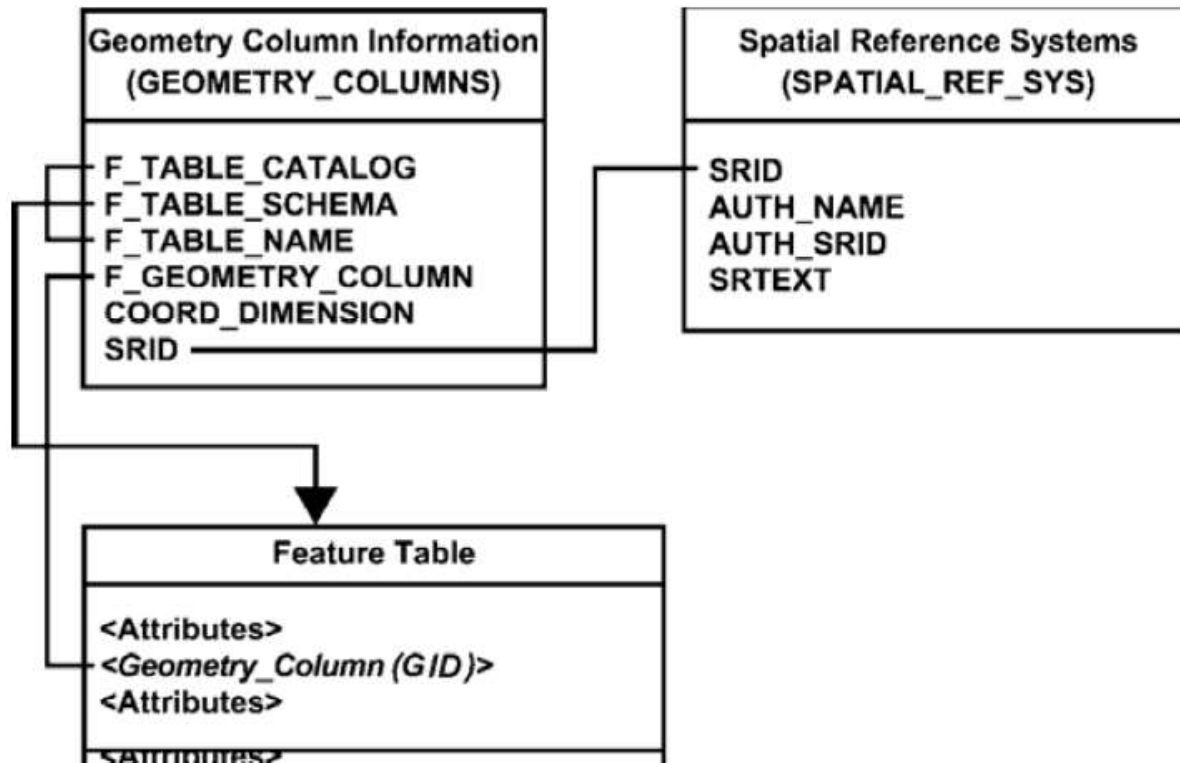 Geometry Column Information
(GEOMETRY_COLUMNS)
F_TABLE_CATALOG
F_TABLE_SCHEMA
F_TABLE_NAME
F_GEOMETRY_COLUMN
COORD_DIMENSION
SRID
Spatial Reference Systems
(SPATIAL_REF_SYS)
SRID
AUTH_NAME
AUTH_SRID
SRTEXT
Feature Table
<Attributes>
<Geometry_Column (GID)>
<Attributes>
<Attributes>